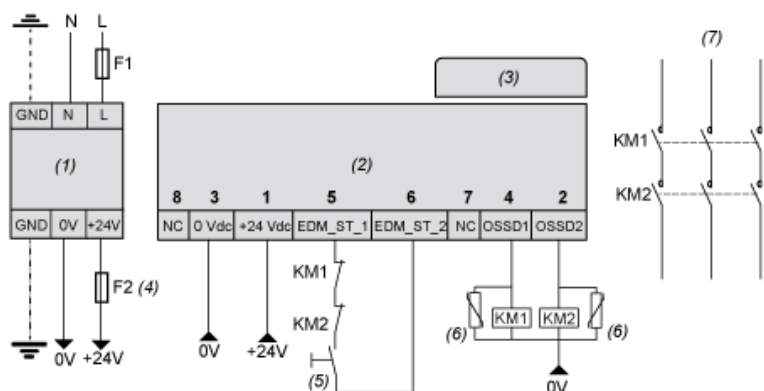 N L
F1
(7)
(3)
GND N L
KM1
(1)
(2)
8 3 1 5 6 7 4 2
KM2
GND 0V +24V
NC 0 Vdc +24 Vdc EDM_ST_1 EDM_ST_2 NC OSSD1 OSSD2
KM1
F2 (4)
KM2
KM1 KM2
(6) (6)
0V +24V
0V +24V
(5)
0V